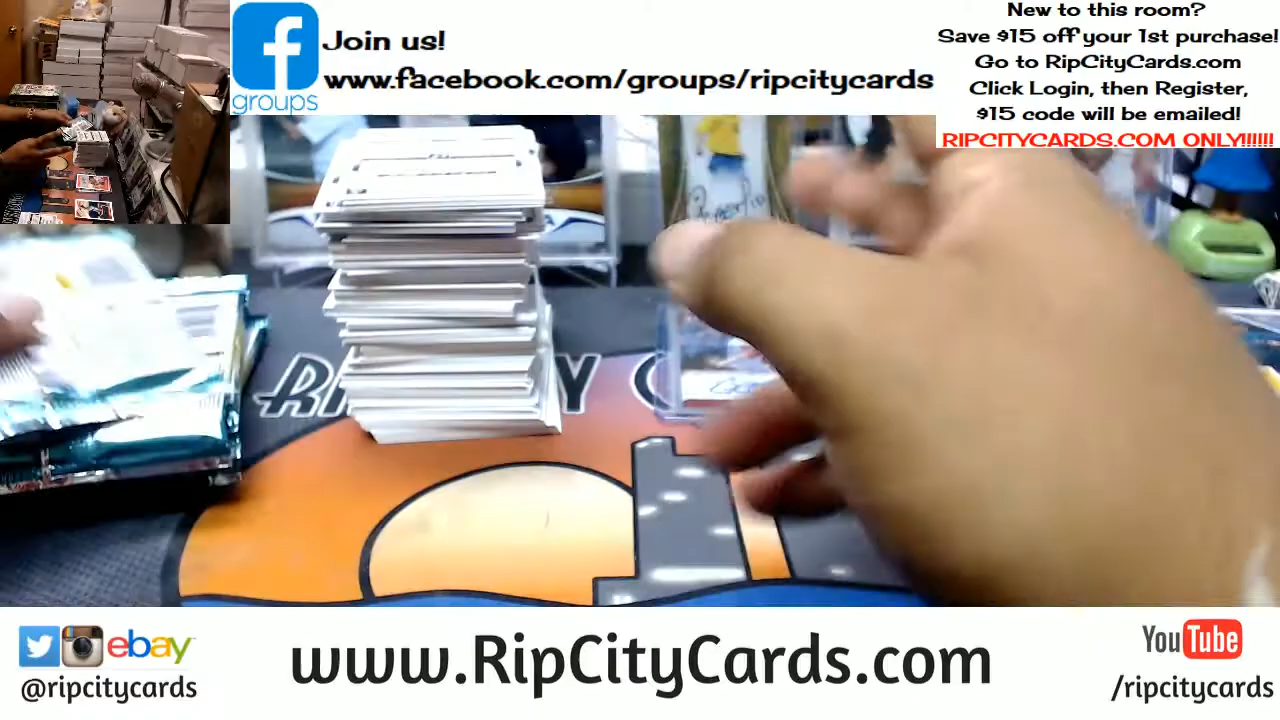 Join us!
www.facebook.com/groups/ripcitycards
groups
New to this room?
Save $15 off your 1st purchase!
Go to RipCityCards.com
Click Login, then Register,
$15 code will be emailed!
RIPCITYCARDS.COM ONLY!!!!!!
ebay
@ripcitycards
www.RipCityCards.com
YouTube
/ripcitycards